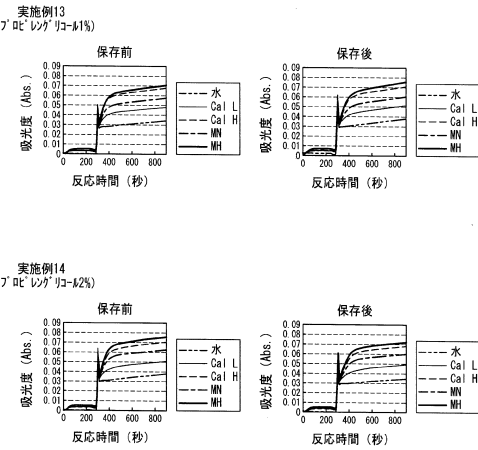 実施例13
プロピレングリコール1%)
保存前
吸光度 (Abs.)
0.09
0.08
0.07
0.06
0.05
0.04
0.03
0.02
0.01
0
0 200 400 600 800
反応時間 (秒)
水
Cal L
Cal H
MN
MH
保存後
吸光度 (Abs.)
0.09
0.08
0.07
0.06
0.05
0.04
0.03
0.02
0.01
0
0 200 400 600 800
反応時間 (秒)
水
Cal L
Cal H
MN
MH
実施例14
プロピレングリコール2%)
保存前
吸光度 (Abs.)
0.09
0.08
0.07
0.06
0.05
0.04
0.03
0.02
0.01
0
0 200 400 600 800
反応時間 (秒)
水
Cal L
Cal H
MN
MH
保存後
吸光度 (Abs.)
0.09
0.08
0.07
0.06
0.05
0.04
0.03
0.02
0.01
0
0 200 400 600 800
反応時間 (秒)
水
Cal L
Cal H
MN
MH